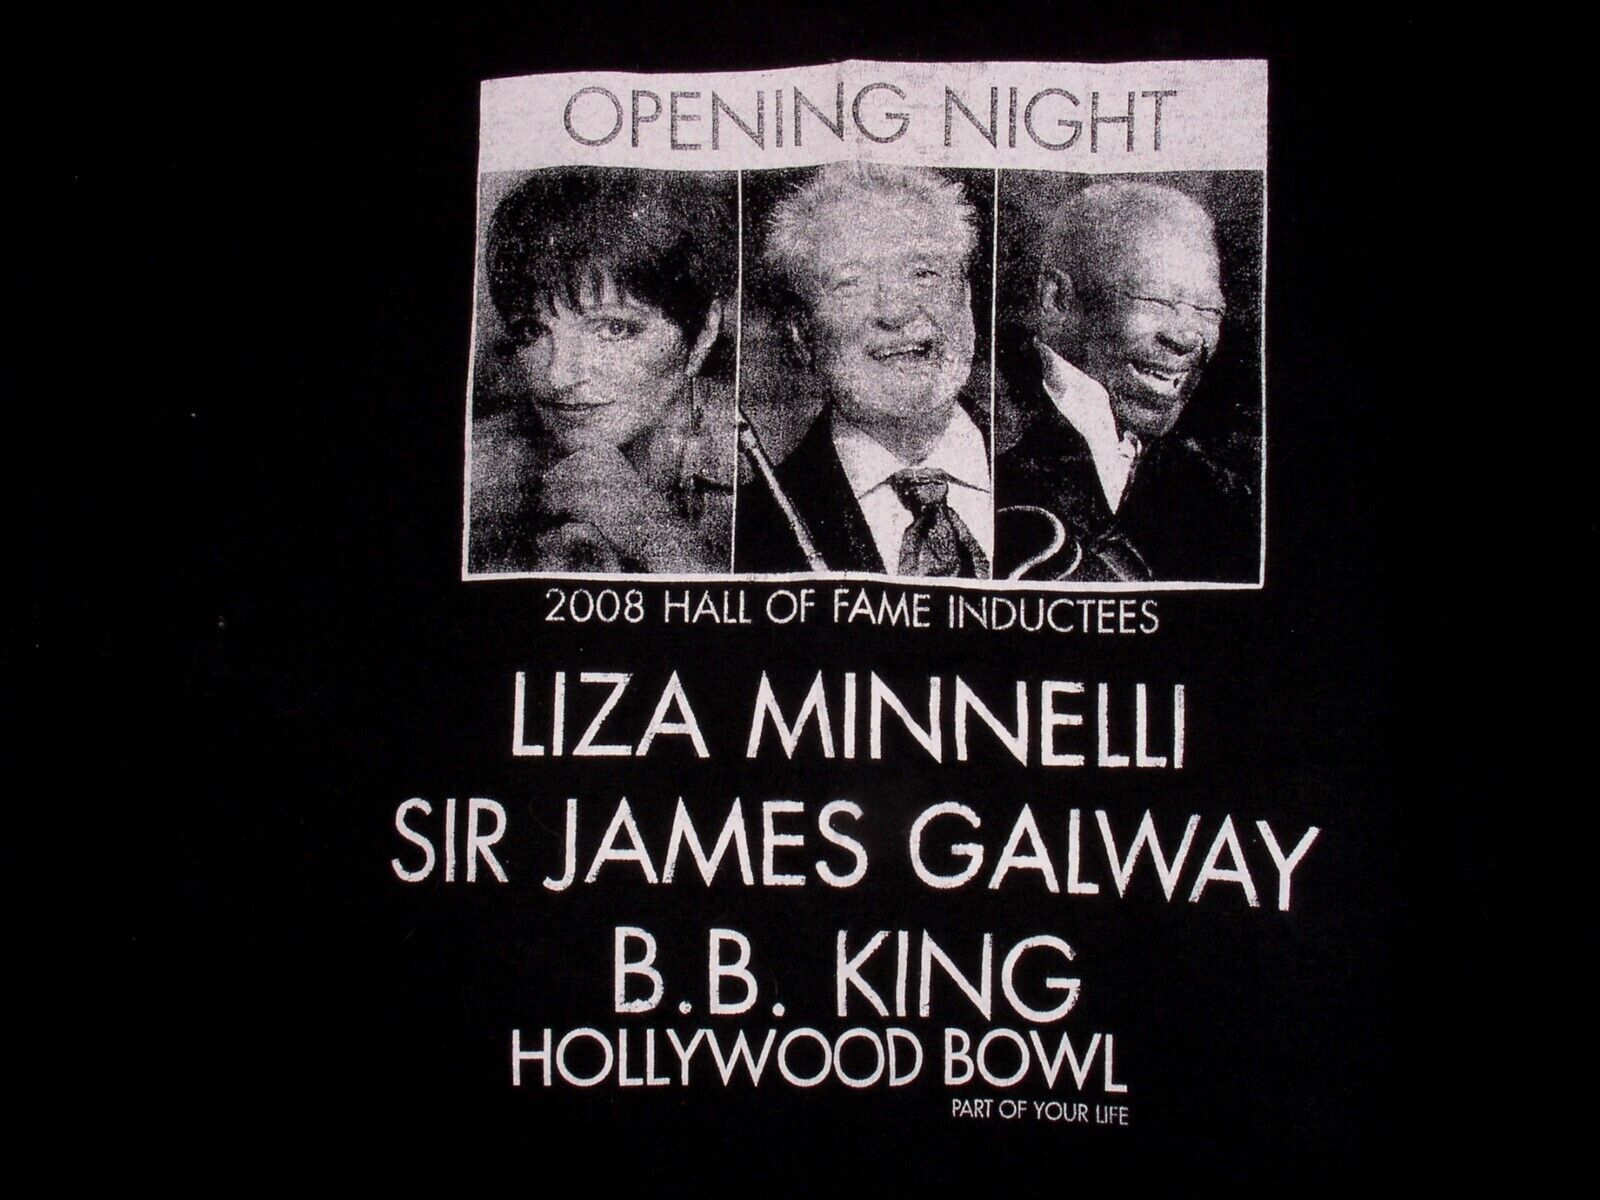 OPENING NIGHT
2008 HALL OF FAME INDUCTEES
LIZA MINNELLI
SIR JAMES GALWAY
B.B. KING
HOLLYWOOD BOWL
PART OF YOUR LIFE